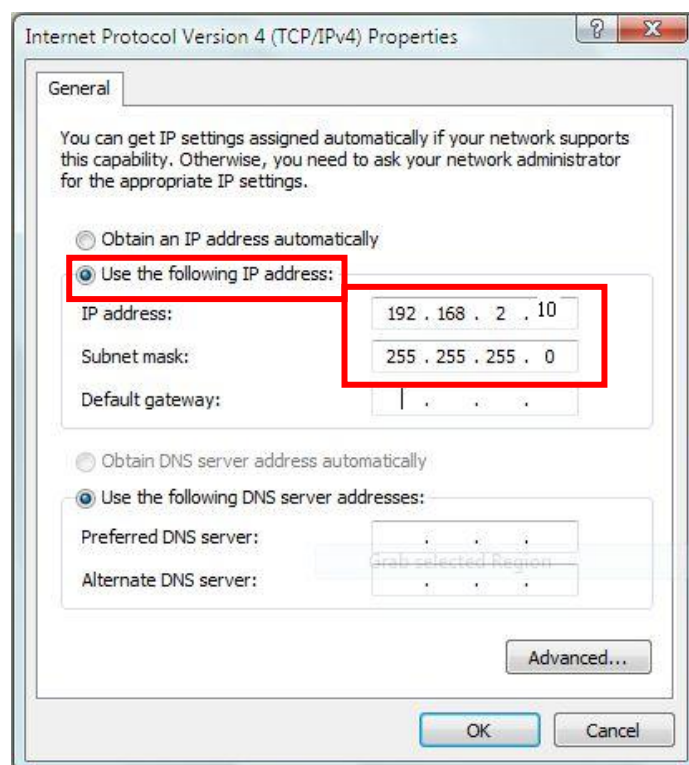 Internet Protocol Version 4 (TCP/IPv4) Properties
General
You can get IP settings assigned automatically if your network supports
this capability. Otherwise, you need to ask your network administrator
for the appropriate IP settings.
Obtain an IP address automatically
Use the following IP address:
IP address: 192 . 168 . 2 . 10
Subnet mask: 255 . 255 . 255 . 0
Default gateway: . . .
Obtain DNS server address automatically
Use the following DNS server addresses:
Preferred DNS server: . . .
Grab selected Region
Alternate DNS server: . . .
Advanced...
OK Cancel